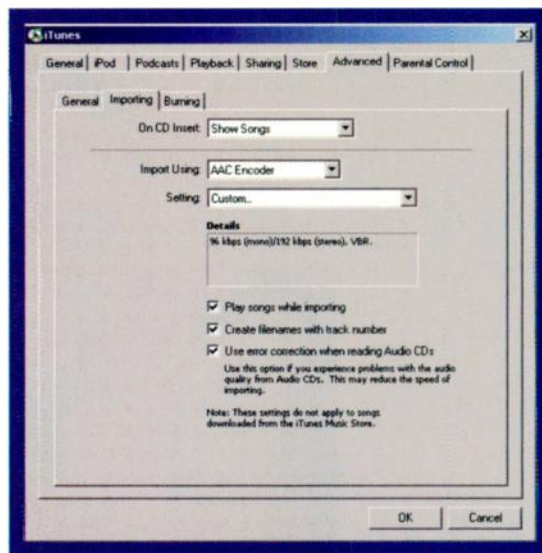 iTunes
General iPod Podcasts Playback Sharing Store Advanced Parental Control
General Importing Burning
On CD Insert: Show Songs
Import Using: AAC Encoder
Setting: Custom...
Details
96 kbps (mono)/192 kbps (stereo), VBR.
Play songs while importing
Create filenames with track number
Use error correction when reading Audio CDs
Use this option if you experience problems with the audio
quality from Audio CDs. This may reduce the speed of
importing.
Note: These settings do not apply to songs
downloaded from the iTunes Music Store.
OK Cancel